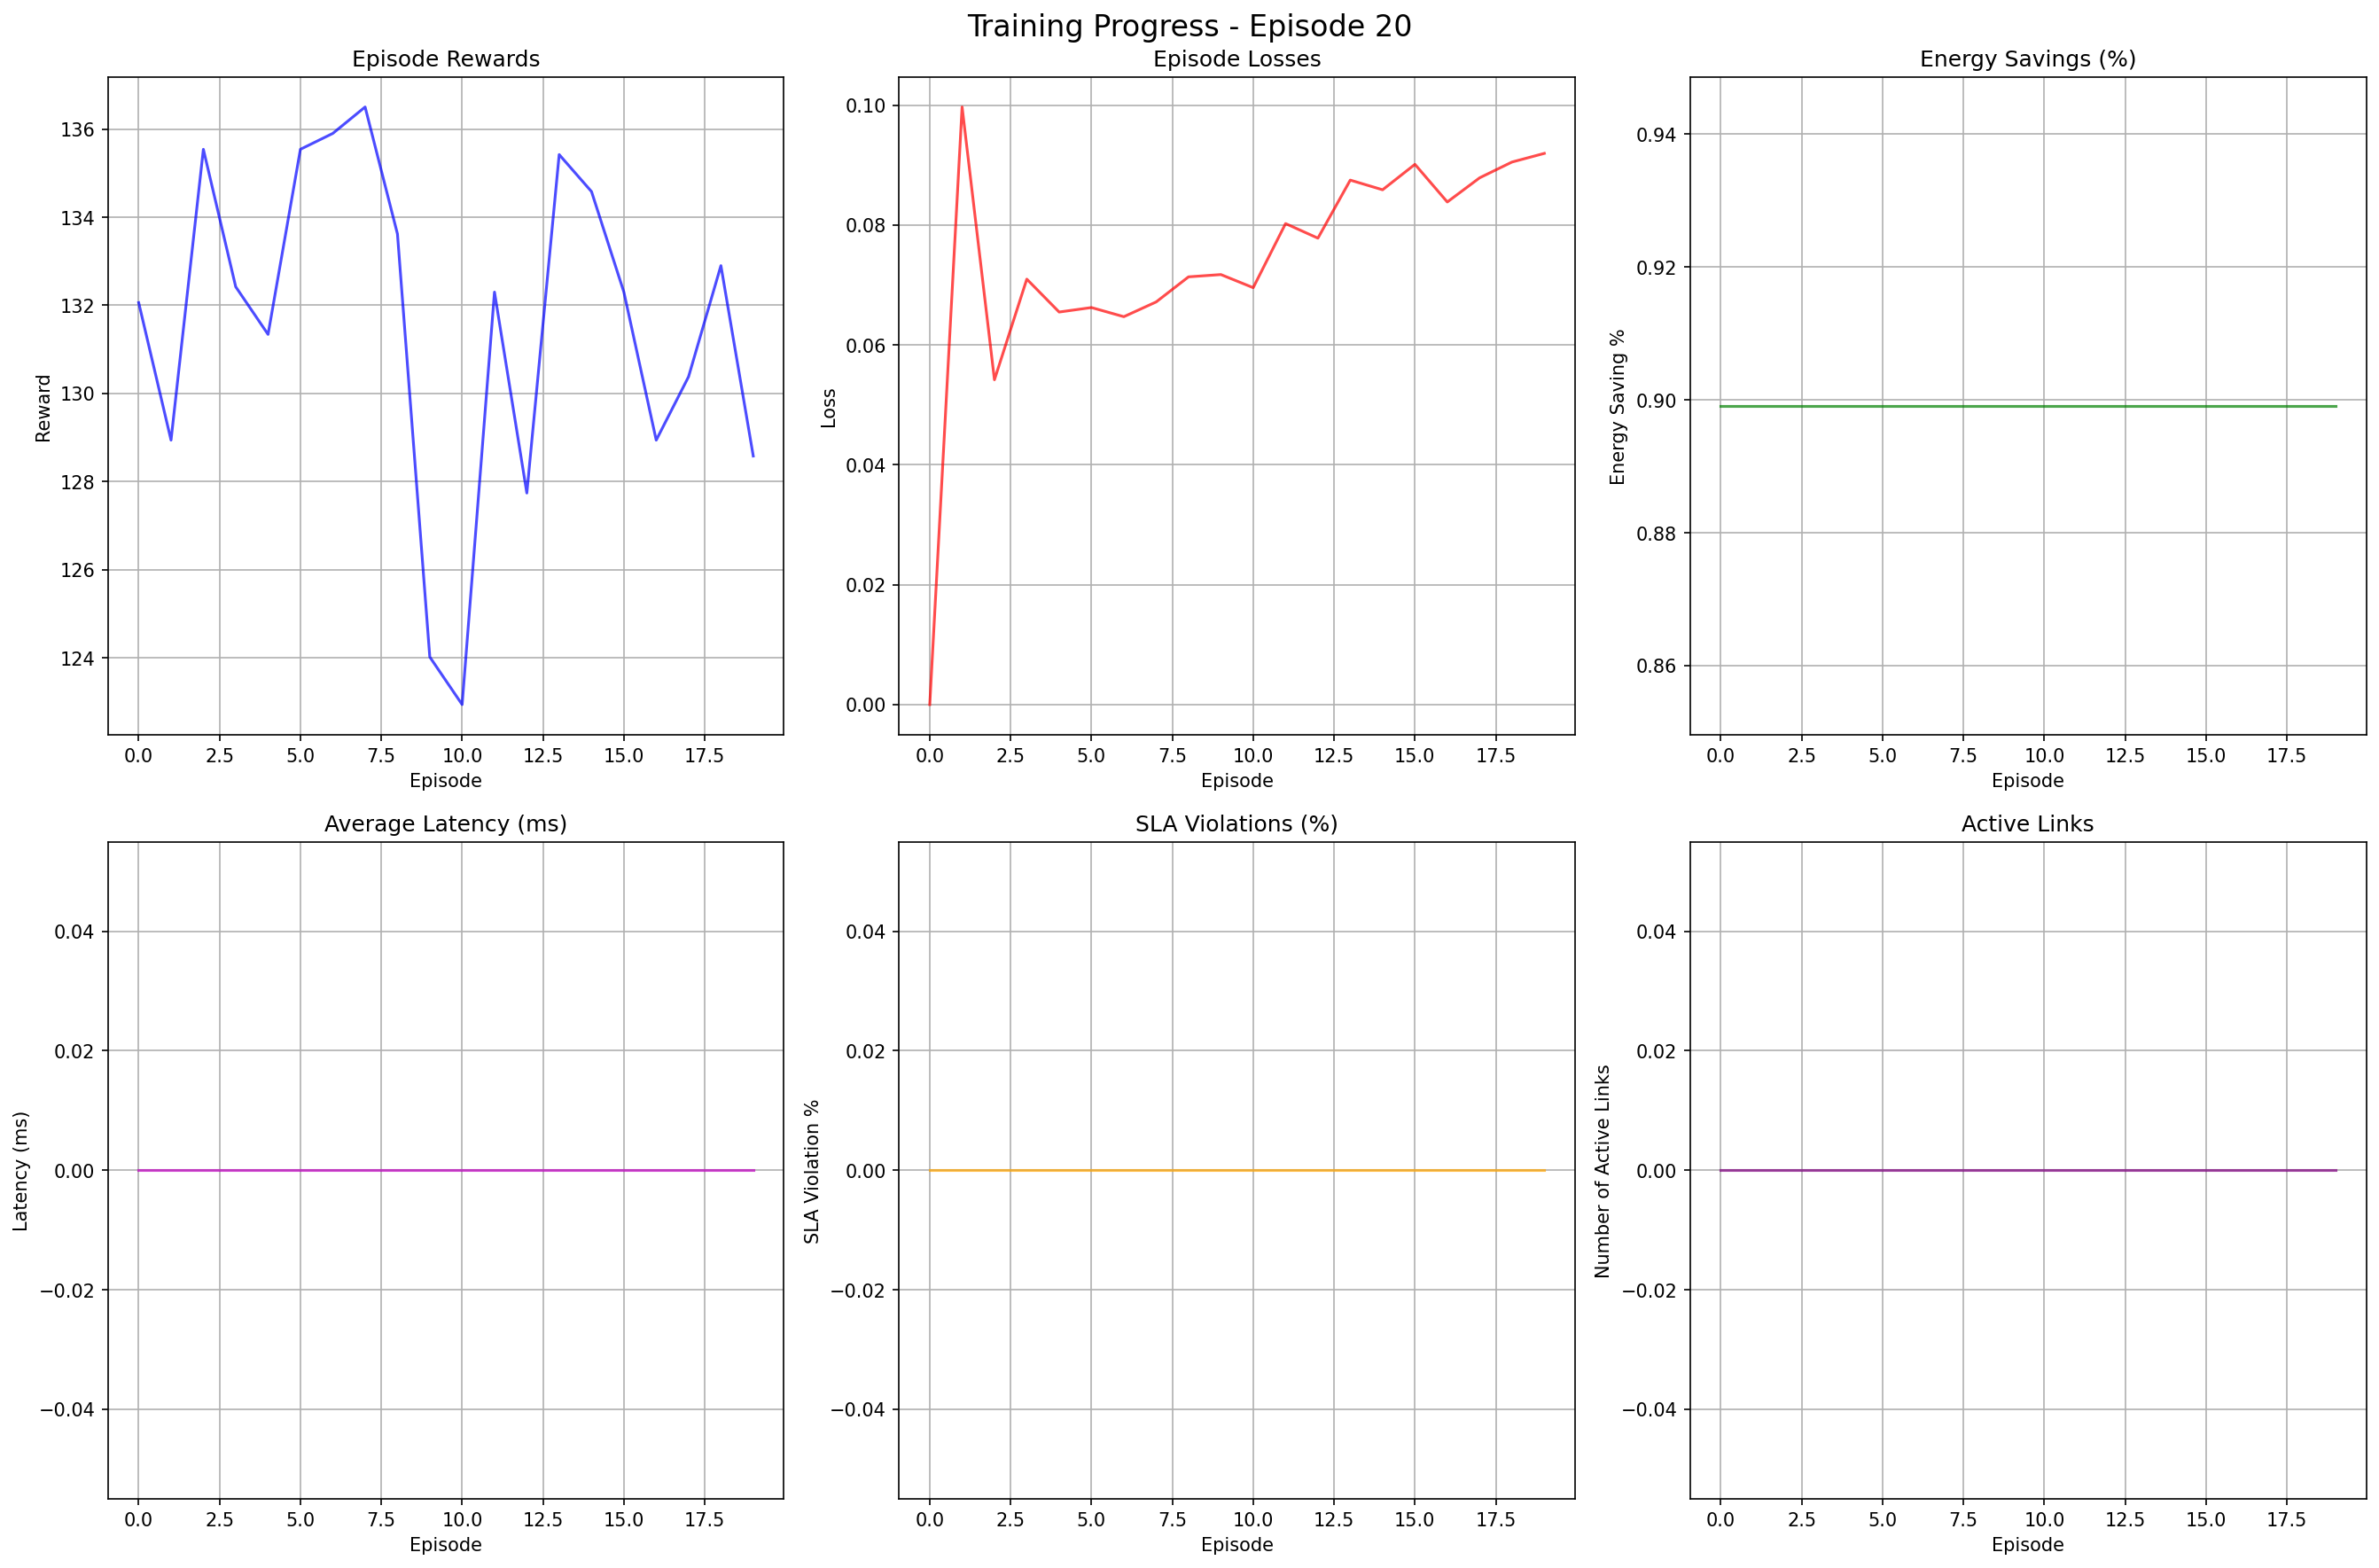 Training Progress - Episode 20
Episode Rewards
Reward
136
134
132
130
128
126
124
0.0 2.5 5.0 7.5 10.0 12.5 15.0 17.5
Episode
Episode Losses
Loss
0.10
0.08
0.06
0.04
0.02
0.00
0.0 2.5 5.0 7.5 10.0 12.5 15.0 17.5
Episode
Energy Savings (%)
Energy Saving %
0.94
0.92
0.90
0.88
0.86
0.0 2.5 5.0 7.5 10.0 12.5 15.0 17.5
Episode
Average Latency (ms)
Latency (ms)
0.04
0.02
0.00
−0.02
−0.04
0.0 2.5 5.0 7.5 10.0 12.5 15.0 17.5
Episode
SLA Violations (%)
SLA Violation %
0.04
0.02
0.00
−0.02
−0.04
0.0 2.5 5.0 7.5 10.0 12.5 15.0 17.5
Episode
Active Links
Number of Active Links
0.04
0.02
0.00
−0.02
−0.04
0.0 2.5 5.0 7.5 10.0 12.5 15.0 17.5
Episode